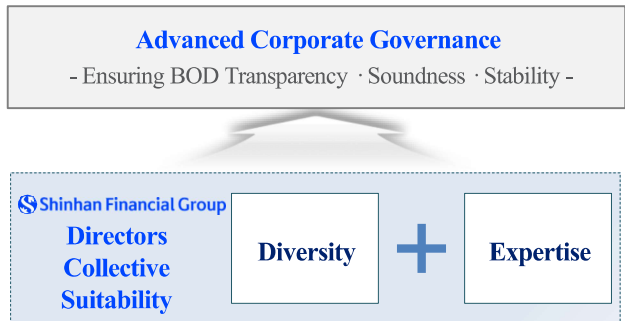 Advanced Corporate Governance
- Ensuring BOD Transparency · Soundness · Stability -
Shinhan Financial Group
Directors
Collective
Suitability
Diversity
+
Expertise